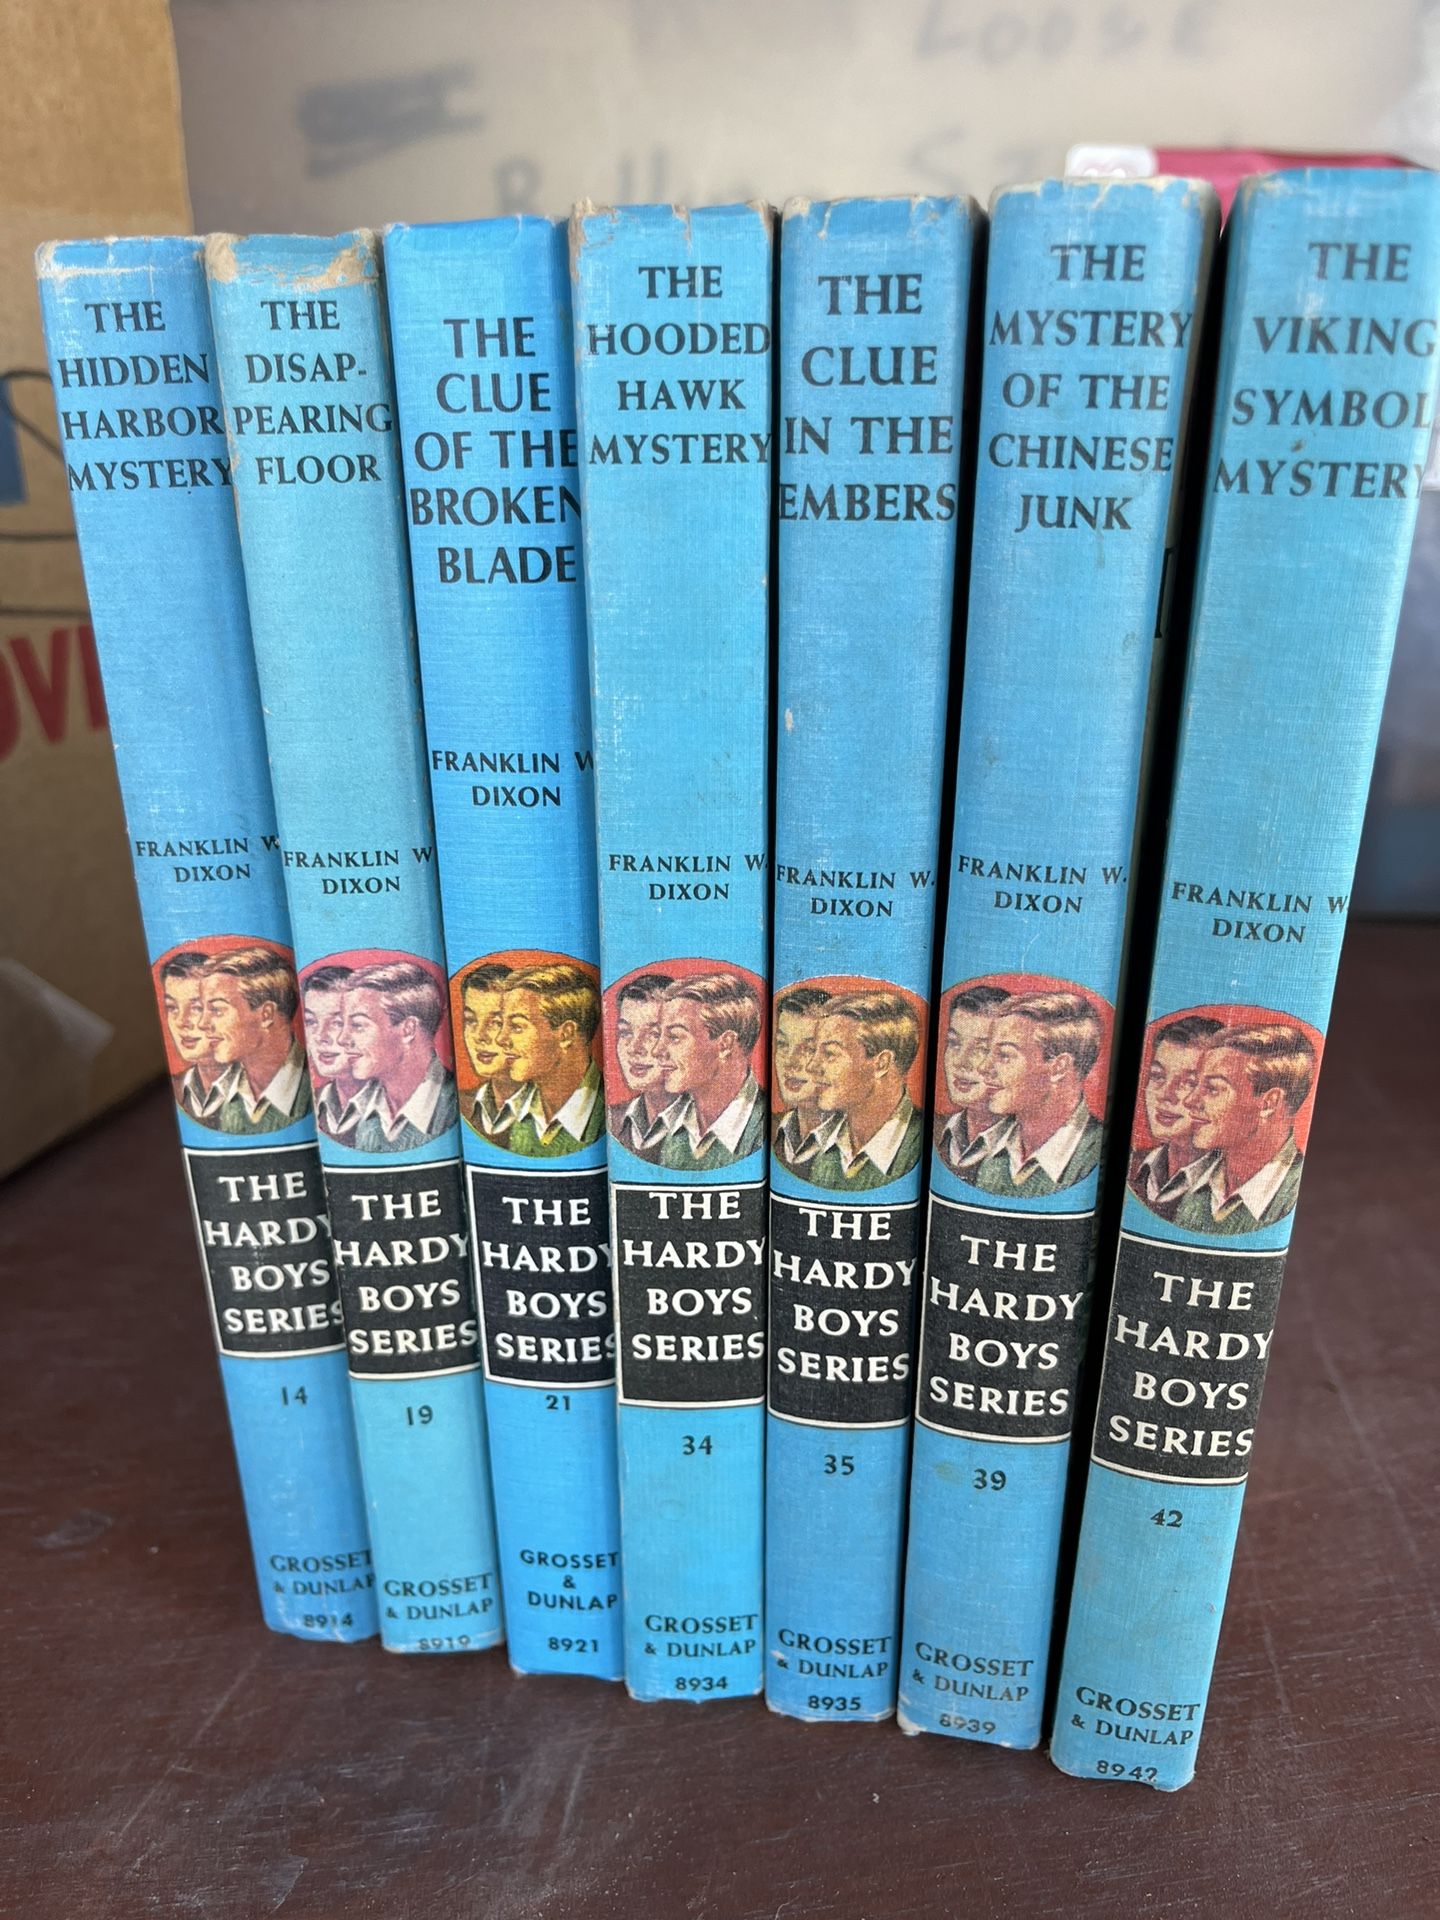 LOOSE
THE
HIDDEN
HARBOR
MYSTERY
FRANKLIN W.
DIXON
THE
HARDY
BOYS
SERIES
14
GROSSET
& DUNLAP
8914
THE
DISAP-
PEARING
FLOOR
FRANKLIN W.
DIXON
THE
HARDY
BOYS
SERIES
19
GROSSET
& DUNLAP
8919
THE
CLUE
OF THE
BROKEN
BLADE
FRANKLIN W.
DIXON
THE
HARDY
BOYS
SERIES
21
GROSSET
&
DUNLAP
8921
THE
HOODED
HAWK
MYSTERY
FRANKLIN W.
DIXON
THE
HARDY
BOYS
SERIES
34
GROSSET
& DUNLAP
8934
THE
CLUE
IN THE
EMBERS
FRANKLIN W.
DIXON
THE
HARDY
BOYS
SERIES
35
GROSSET
& DUNLAP
8935
THE
MYSTERY
OF THE
CHINESE
JUNK
FRANKLIN W.
DIXON
THE
HARDY
BOYS
SERIES
39
GROSSET
& DUNLAP
8939
THE
VIKING
SYMBOL
MYSTERY
FRANKLIN W.
DIXON
THE
HARDY
BOYS
SERIES
42
GROSSET
& DUNLAP
8942